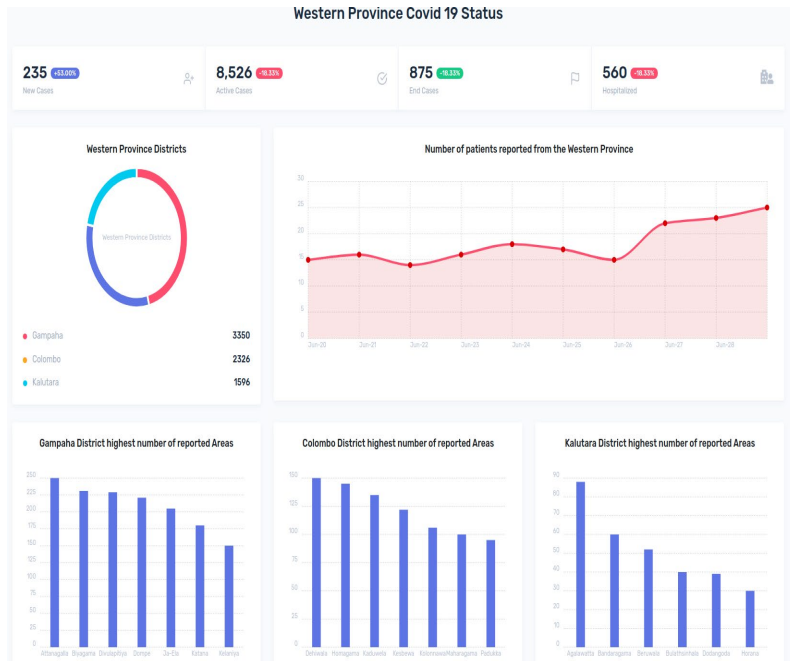 Western Province Covid 19 Status
235 +53.00%
New Cases
8,526 -18.33%
Active Cases
875 -18.33%
End Cases
560 -18.33%
Hospitalized
Western Province Districts
Western Province Districts
Gampaha 3350
Colombo 2326
Kalutara 1596
Number of patients reported from the Western Province
30
25
20
15
10
5
0
Jun-20 Jun-21 Jun-22 Jun-23 Jun-24 Jun-25 Jun-26 Jun-27 Jun-28
Gampaha District highest number of reported Areas
250
225
200
175
150
125
100
75
50
25
0
Attanagalla Biyagama Divulapitiya Dompe Ja-Ela Katana Kelaniya
Colombo District highest number of reported Areas
150
125
100
75
50
25
0
Dehiwala Homagama Kaduwela Kesbewa Kolonnawa Maharagama Padukka
Kalutara District highest number of reported Areas
90
80
70
60
50
40
30
20
10
0
Agalawatta Bandaragama Beruwala Bulathsinhala Dodangoda Horana